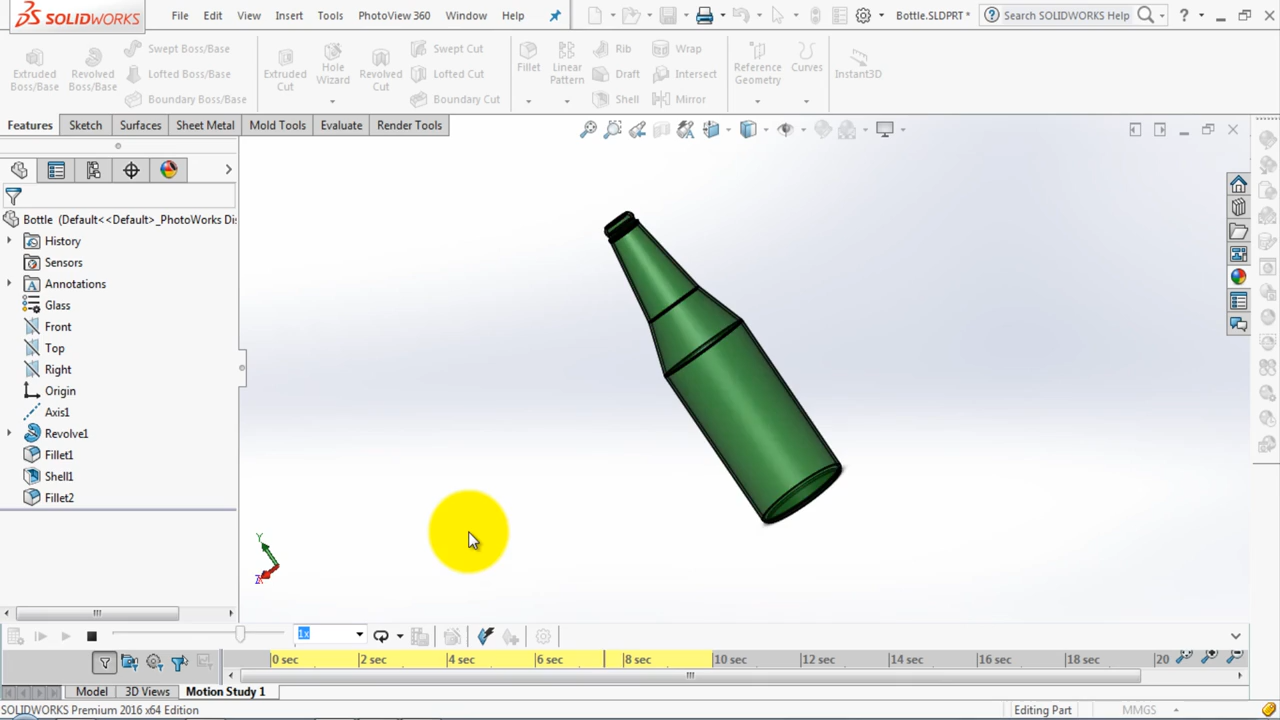 SOLIDWORKS File Edit View Insert Tools PhotoView 360 Window Help Bottle.SLDPRT * Search SOLIDWORKS Help ?
Extruded Boss/Base
Revolved Boss/Base
Swept Boss/Base
Lofted Boss/Base
Boundary Boss/Base
Extruded Cut
Hole Wizard
Revolved Cut
Swept Cut
Lofted Cut
Boundary Cut
Fillet
Linear Pattern
Rib
Draft
Shell
Wrap
Intersect
Mirror
Reference Geometry
Curves
Instant3D
Features Sketch Surfaces Sheet Metal Mold Tools Evaluate Render Tools
Bottle (Default<<Default>_PhotoWorks Dis
History
Sensors
Annotations
Glass
Front
Top
Right
Origin
Axis1
Revolve1
Fillet1
Shell1
Fillet2
Y
Z
1x
0 sec 2 sec 4 sec 6 sec 8 sec 10 sec 12 sec 14 sec 16 sec 18 sec 20
Model 3D Views Motion Study 1
SOLIDWORKS Premium 2016 x64 Edition Editing Part MMGS